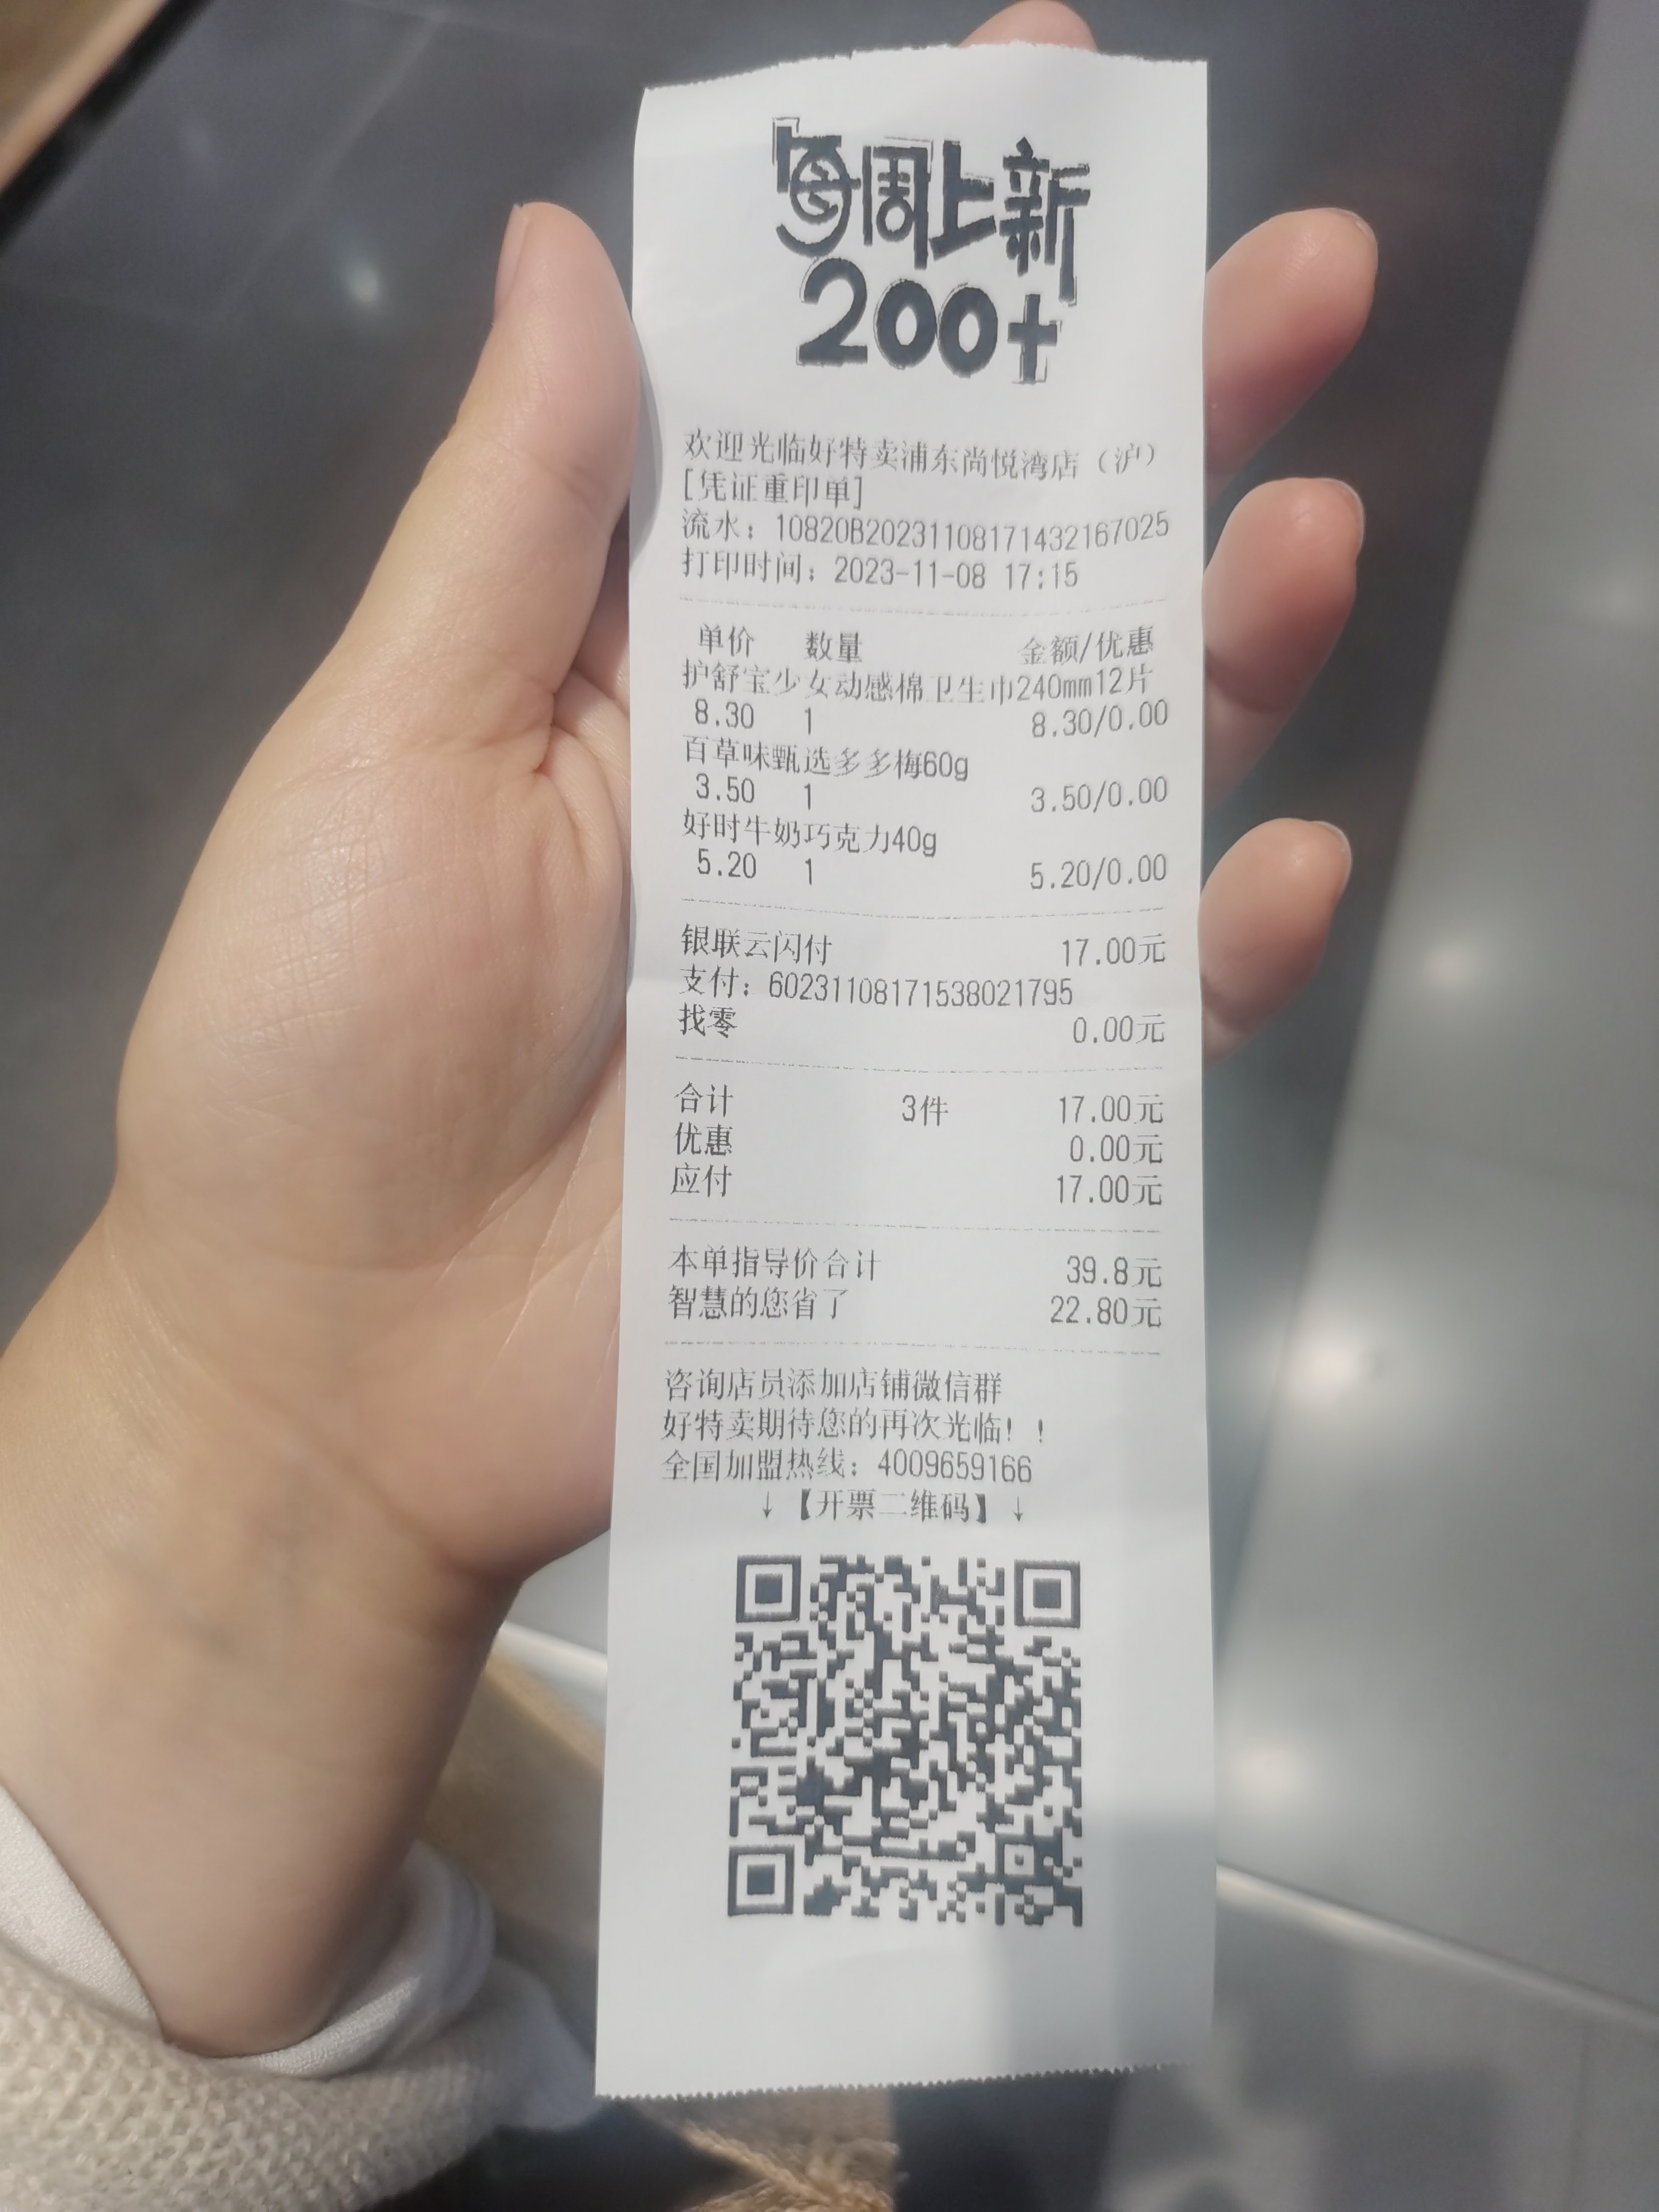 每周上新
200+
欢迎光临好特卖浦东尚悦湾店（沪）
[凭证重印单]
流水：10820B20231108171432167025
打印时间：2023-11-08 17:15
单价 数量 金额/优惠
护舒宝少女动感棉卫生巾240mm12片
8.30 1 8.30/0.00
百草味甄选多多梅60g
3.50 1 3.50/0.00
好时牛奶巧克力40g
5.20 1 5.20/0.00
银联云闪付 17.00元
支付：60231108171538021795
找零 0.00元
合计 3件 17.00元
优惠 0.00元
应付 17.00元
本单指导价合计 39.8元
智慧的您省了 22.80元
咨询店员添加店铺微信群
好特卖期待您的再次光临！！
全国加盟热线：4009659166
↓【开票二维码】↓